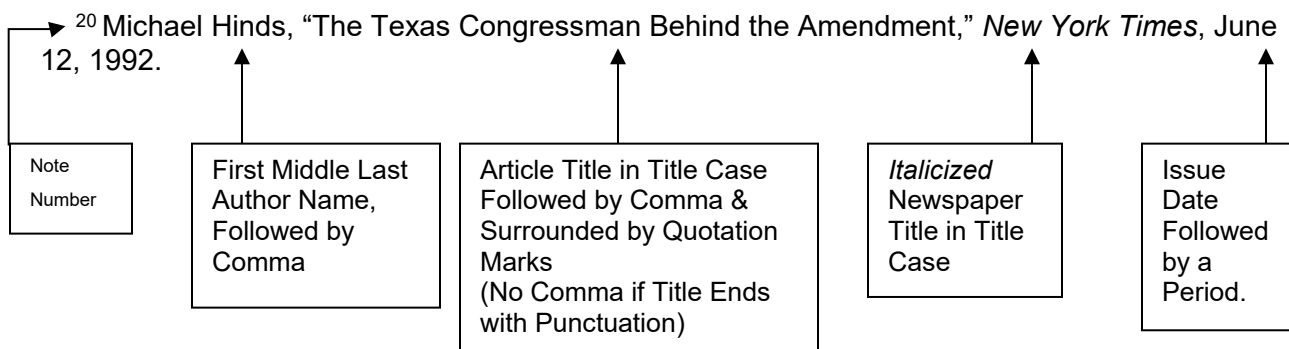 20 Michael Hinds, “The Texas Congressman Behind the Amendment,” New York Times, June
12, 1992.
Note
Number
First Middle Last
Author Name,
Followed by
Comma
Article Title in Title Case
Followed by Comma &
Surrounded by Quotation
Marks
(No Comma if Title Ends
with Punctuation)
Italicized
Newspaper
Title in Title
Case
Issue
Date
Followed
by a
Period.